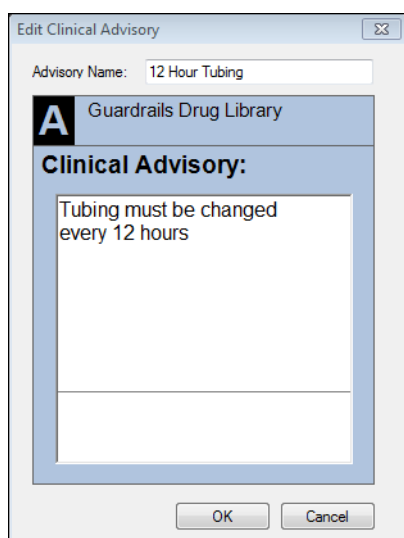 Edit Clinical Advisory
Advisory Name: 12 Hour Tubing
A Guardrails Drug Library
Clinical Advisory:
Tubing must be changed
every 12 hours
OK Cancel